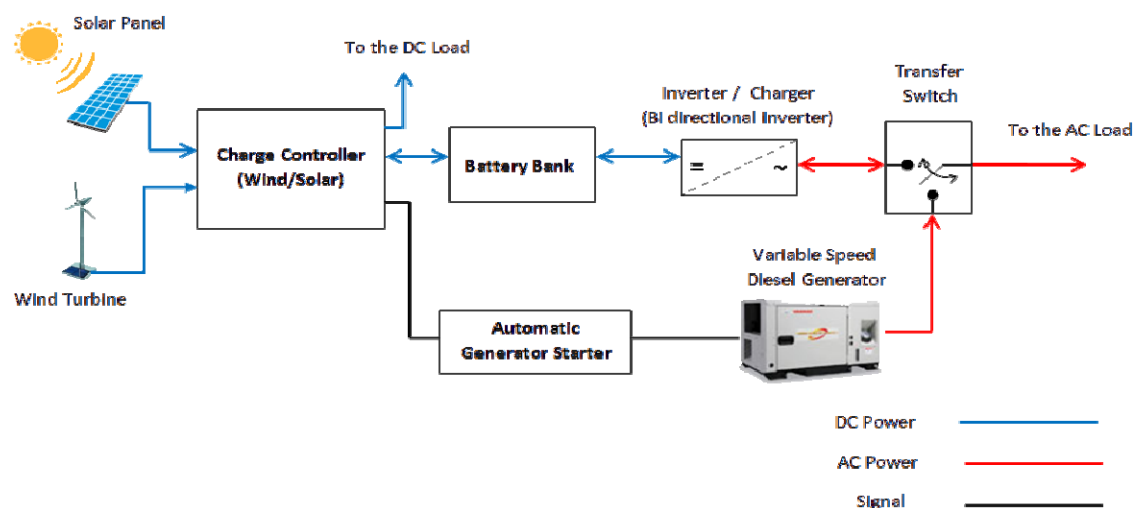 Solar Panel
To the DC Load
Transfer
Switch
Inverter / Charger
(Bi directional Inverter)
To the AC Load
Charge Controller
(Wind/Solar)
Battery Bank
=
~
Variable Speed
Diesel Generator
Wind Turbine
Automatic
Generator Starter
DC Power
AC Power
Signal